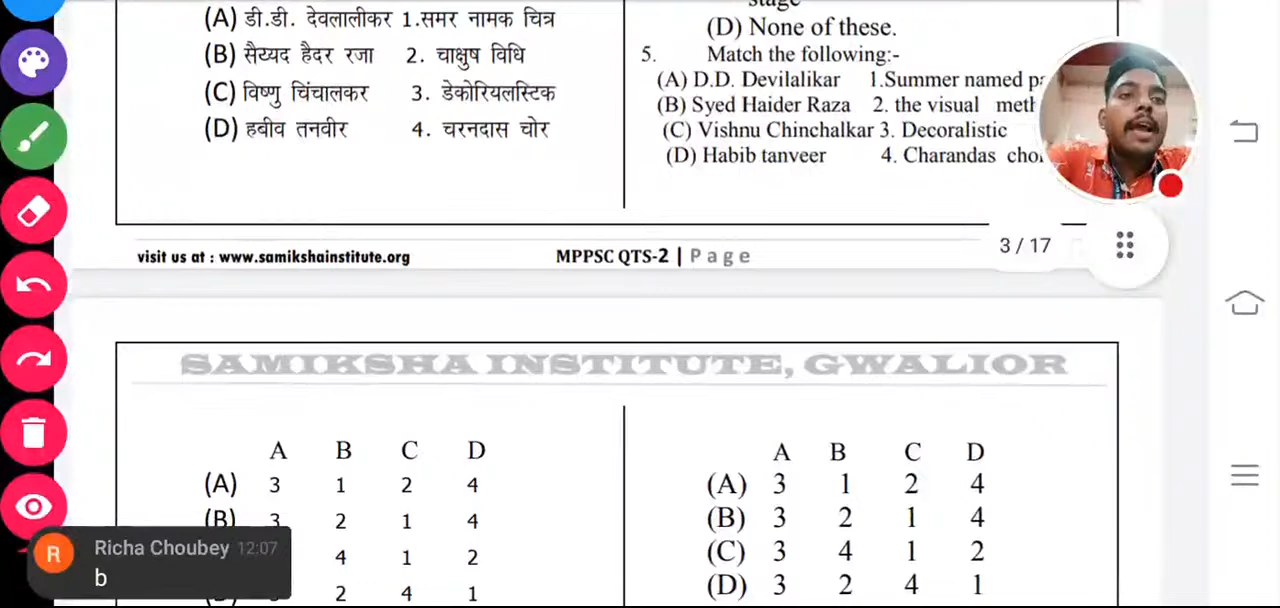 (A) डी.डी. देवलालीकर 1.समर नामक चित्र
(B) सैय्यद हैदर रजा 2. चाक्षुष विधि
(C) विष्णु चिंचालकर 3. डेकोरियलस्टिक
(D) हबीव तनवीर 4. चरनदास चोर
stage
(D) None of these.
5. Match the following:-
(A) D.D. Devilalikar 1.Summer named
(B) Syed Haider Raza 2. the visual
(C) Vishnu Chinchalkar 3. Decoralistic
(D) Habib tanveer 4. Charandas
visit us at : www.samikshainstitute.org
MPPSC QTS-2 | Page
3 / 17
SAMIKSHA INSTITUTE, GWALIOR
A B C D
(A) 3 1 2 4
(B) 3 2 1 4
4 1 2
2 4 1
A B C D
(A) 3 1 2 4
(B) 3 2 1 4
(C) 3 4 1 2
(D) 3 2 4 1
R
Richa Choubey 12:07
b